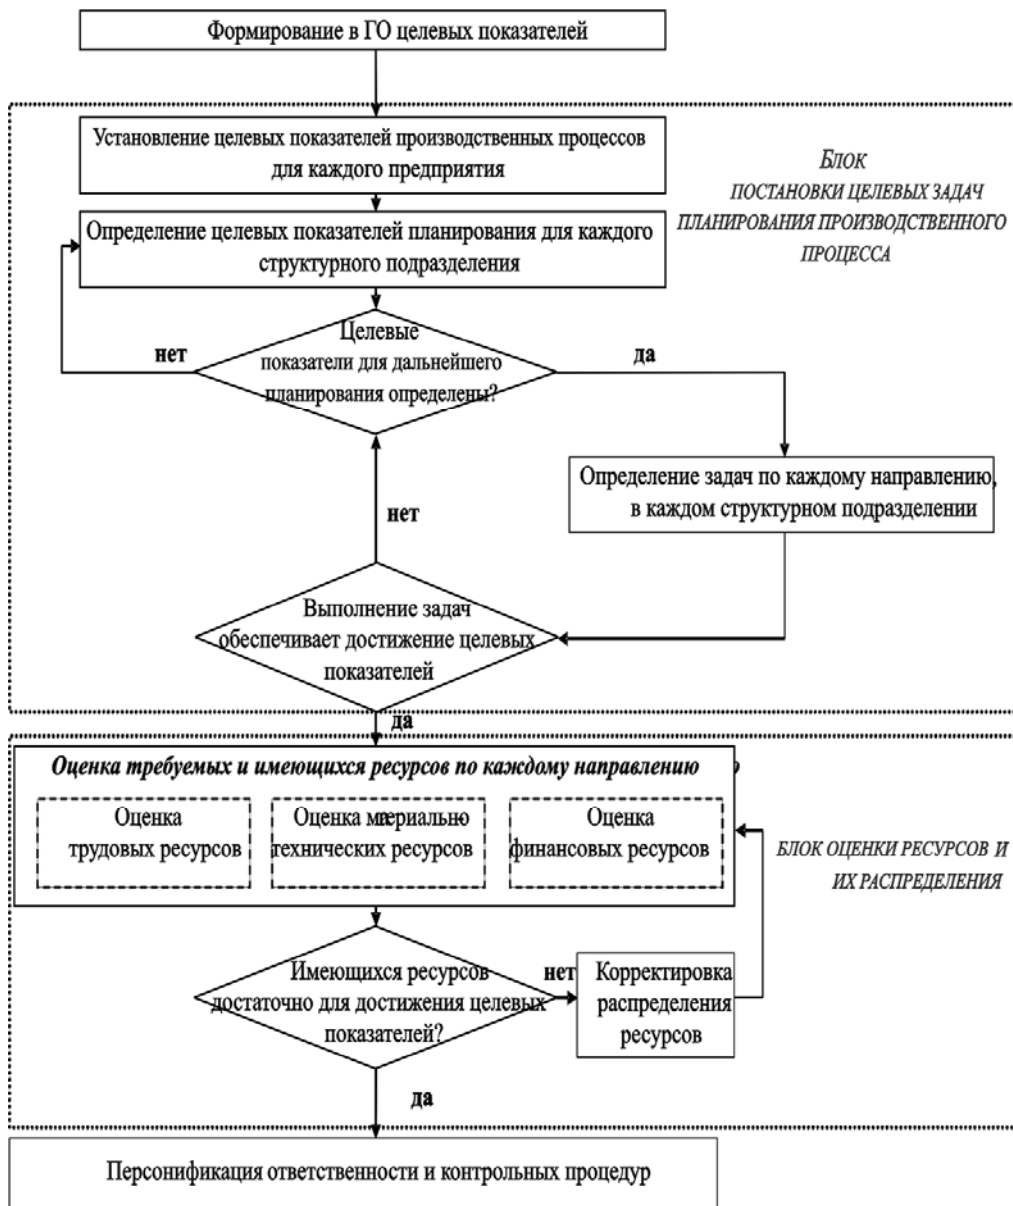 Формирование в ГО целевых показателей
Установление целевых показателей производственных процессов
для каждого предприятия
БЛОК
ПОСТАНОВКИ ЦЕЛЕВЫХ ЗАДАЧ
ПЛАНИРОВАНИЯ ПРОИЗВОДСТВЕННОГО
ПРОЦЕССА
Определение целевых показателей планирования для каждого
структурного подразделения
Целевые
показатели для дальнейшего
планирования определены?
нет
да
Определение задач по каждому направлению,
в каждом структурном подразделении
нет
Выполнение задач
обеспечивает достижение целевых
показателей
да
Оценка требуемых и имеющихся ресурсов по каждому направлению о
Оценка
трудовых ресурсов
Оценка материально
технических ресурсов
Оценка
финансовых ресурсов
БЛОК ОЦЕНКИ РЕСУРСОВ И
ИХ РАСПРЕДЕЛЕНИЯ
Имеющихся ресурсов
достаточно для достижения целевых
показателей?
нет
Корректировка
распределения
ресурсов
да
Персонификация ответственности и контрольных процедур